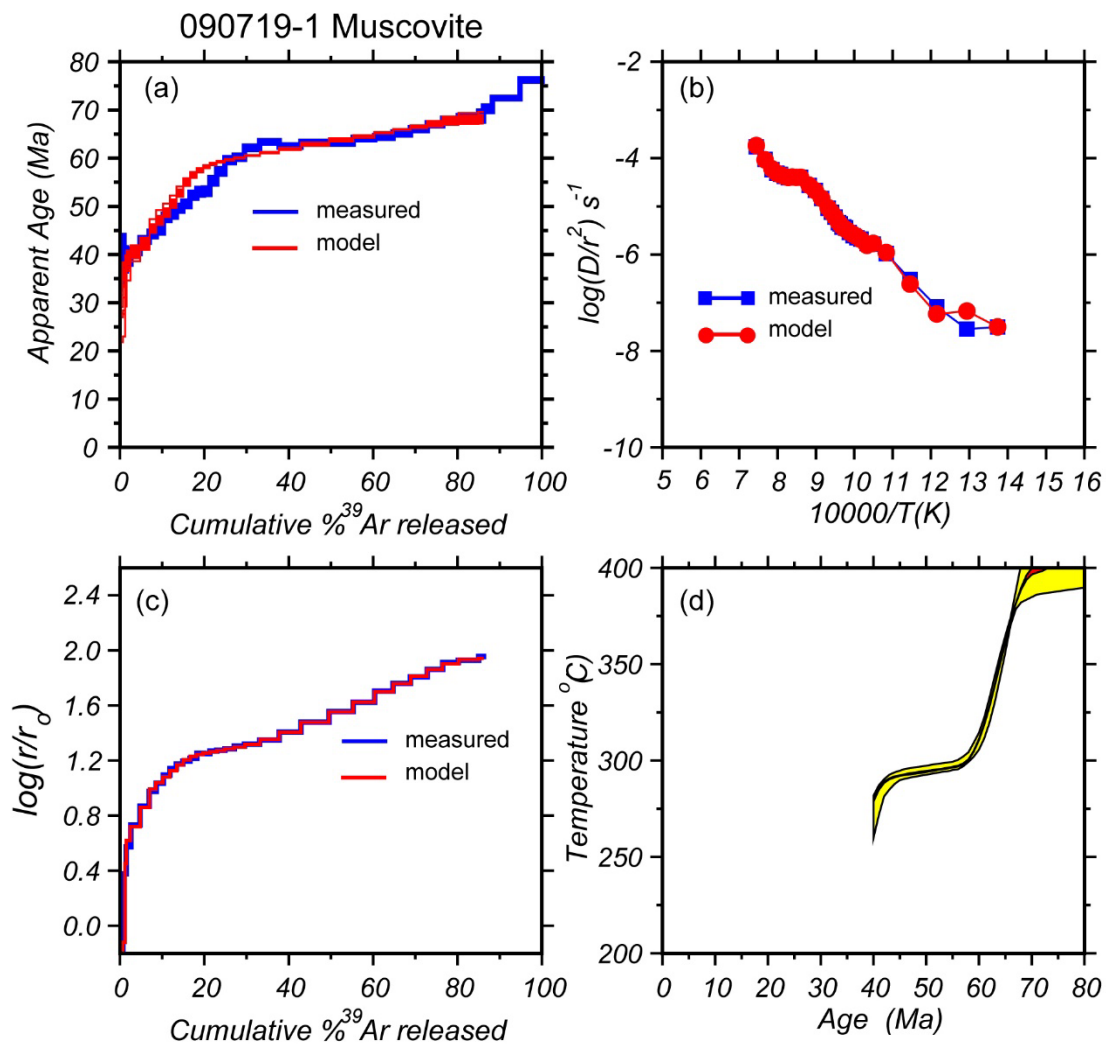 090719-1 Muscovite
(a)
80
70
60
50
40
30
20
10
0
Apparent Age (Ma)
measured
model
0 20 40 60 80 100
Cumulative %³⁹Ar released
(b)
-2
-4
-6
-8
-10
log(D/r²) s⁻¹
measured
model
5 6 7 8 9 10 11 12 13 14 15 16
10000/T(K)
(c)
2.4
2.0
1.6
1.2
0.8
0.4
0.0
log(r/rₒ)
measured
model
0 20 40 60 80 100
Cumulative %³⁹Ar released
(d)
400
350
300
250
200
Temperature °C)
0 10 20 30 40 50 60 70 80
Age (Ma)